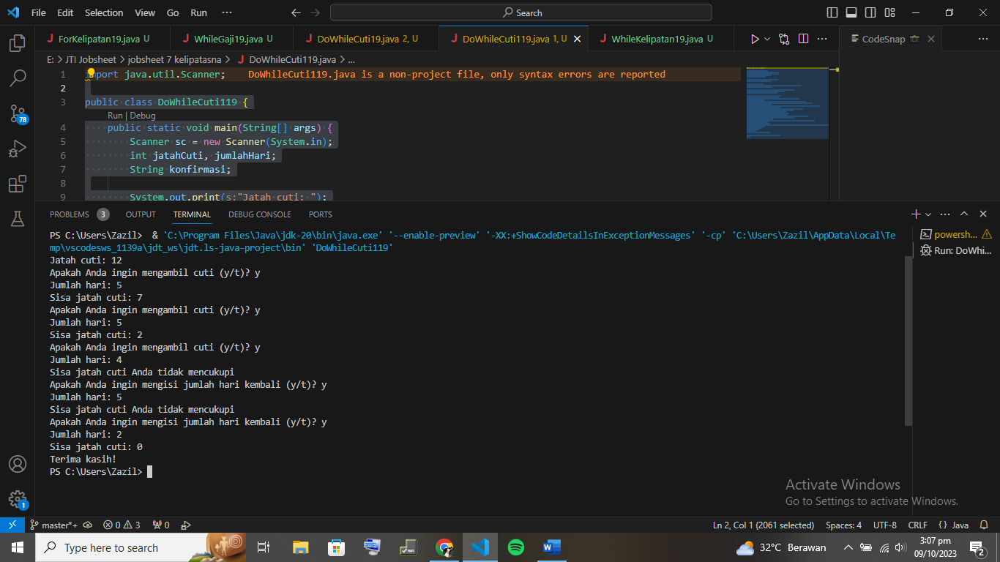 File Edit Selection View Go Run ··· Search
ForKelipatan19.java U WhileGaji19.java U DoWhileCuti19.java 2, U DoWhileCuti119.java 1, U WhileKelipatan19.java U CodeSnap
E: > JTI Jobsheet > jobsheet 7 kelipatasna > DoWhileCuti119.java > ...
1 import java.util.Scanner; DoWhileCuti119.java is a non-project file, only syntax errors are reported
2
3 public class DoWhileCuti119 {
Run | Debug
4 public static void main(String[] args) {
5 Scanner sc = new Scanner(System.in);
6 int jatahCuti, jumlahHari;
7 String konfirmasi;
8
9 System.out.print(s:"Jatah cuti: ");
PROBLEMS 3 OUTPUT TERMINAL DEBUG CONSOLE PORTS
PS C:\Users\Zazil> & 'C:\Program Files\Java\jdk-20\bin\java.exe' '--enable-preview' '-XX:+ShowCodeDetailsInExceptionMessages' '-cp' 'C:\Users\Zazil\AppData\Local\Te
mp\vscodesws_1139a\jdt_ws\jdt.ls-java-project\bin' 'DoWhileCuti119'
Jatah cuti: 12
Apakah Anda ingin mengambil cuti (y/t)? y
Jumlah hari: 5
Sisa jatah cuti: 7
Apakah Anda ingin mengambil cuti (y/t)? y
Jumlah hari: 5
Sisa jatah cuti: 2
Apakah Anda ingin mengambil cuti (y/t)? y
Jumlah hari: 4
Sisa jatah cuti Anda tidak mencukupi
Apakah Anda ingin mengisi jumlah hari kembali (y/t)? y
Jumlah hari: 5
Sisa jatah cuti Anda tidak mencukupi
Apakah Anda ingin mengisi jumlah hari kembali (y/t)? y
Jumlah hari: 2
Sisa jatah cuti: 0
Terima kasih!
PS C:\Users\Zazil>
powersh...
Run: DoWhi...
78
1
Activate Windows
Go to Settings to activate Windows.
master*+ 0 3 0 Ln 2, Col 1 (2061 selected) Spaces: 4 UTF-8 CRLF {} Java
Type here to search 32°C Berawan 3:07 pm
09/10/2023 2